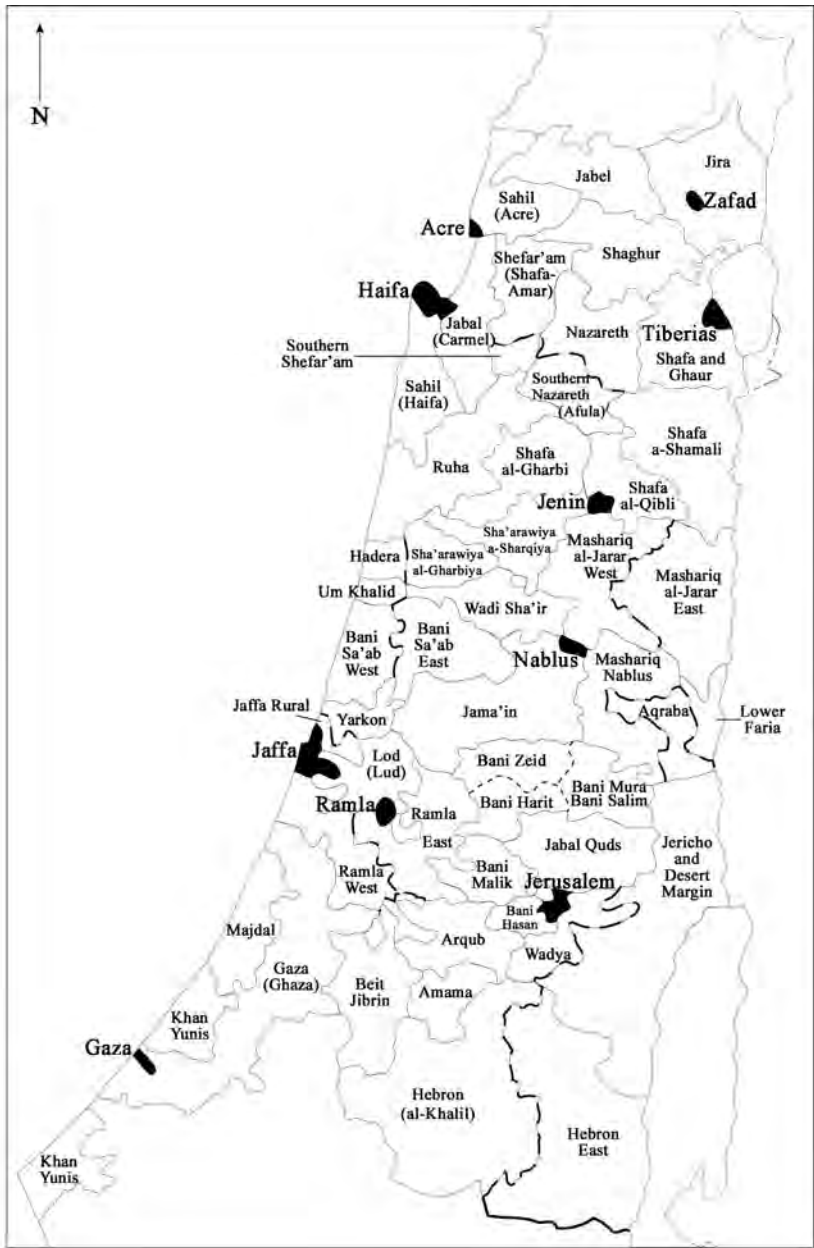 N
Jabel
Jira
Zafad
Sahil
(Acre)
Acre
Shefar'am
(Shafa-
Amar)
Shaghur
Haifa
Jabal
(Carmel)
Nazareth
Tiberias
Southern
Shefar'am
Shafa and
Ghaur
Sahil
(Haifa)
Southern
Nazareth
(Afula)
Shafa
a-Shamali
Ruha
Shafa
al-Gharbi
Jenin
Shafa
al-Qibli
Hadera
Sha'arawiya
al-Gharbiya
Sha'arawiya
a-Sharqiya
Mashariq
al-Jarar
West
Mashariq
al-Jarar
East
Um Khalid
Wadi Sha'ir
Bani
Sa'ab
West
Bani
Sa'ab
East
Nablus
Mashariq
Nablus
Jaffa Rural
Yarkon
Jama'in
Aqraba
Lower
Faria
Jaffa
Lod
(Lud)
Bani Zeid
Ramla
Ramla
East
Bani Harit
Bani Mura
Bani Salim
Jabal Quds
Jericho
and
Desert
Margin
Ramla
West
Bani
Malik
Jerusalem
Bani
Hasan
Majdal
Arqub
Wadya
Gaza
(Ghaza)
Beit
Jibrin
Amama
Khan
Yunis
Gaza
Hebron
(al-Khalil)
Hebron
East
Khan
Yunis